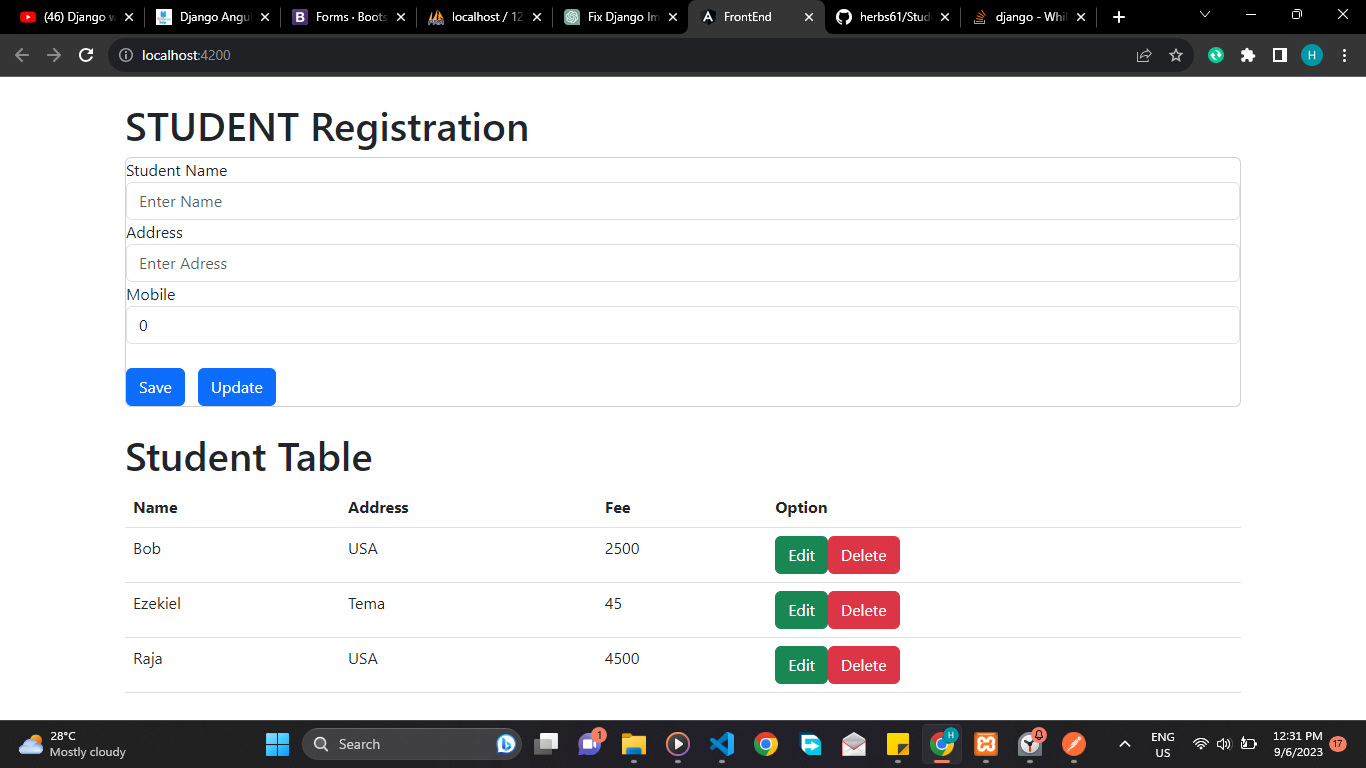 (46) Django w
Django Angul
Forms · Boots
localhost / 12
Fix Django Im
FrontEnd
herbs61/Stud
django - Whil
localhost:4200
H
STUDENT Registration
Student Name
Enter Name
Address
Enter Adress
Mobile
0
Save Update
Student Table
Name Address Fee Option
Bob USA 2500 Edit Delete
Ezekiel Tema 45 Edit Delete
Raja USA 4500 Edit Delete
28°C
Mostly cloudy
Search
1
H
ENG
US
12:31 PM
9/6/2023
17